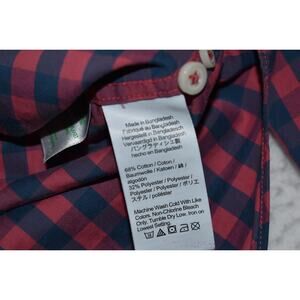 Made in Bangladesh
Fabriqué au Bangladesh
Hergestellt in Bangladesh
Vervaardigd in Bangladesh
バングラディシュ製
hecho en Bangladesh
68% Cotton / Coton /
Baumwolle / Katoen / 綿 /
algodón
32% Polyester / Polyester /
Polyester / Polyester / ポリエ
ステル / poliéster
Machine Wash Cold With Like
Colors. Non-Chlorine Bleach
Only. Tumble Dry Low. Iron on
Lowest Setting.